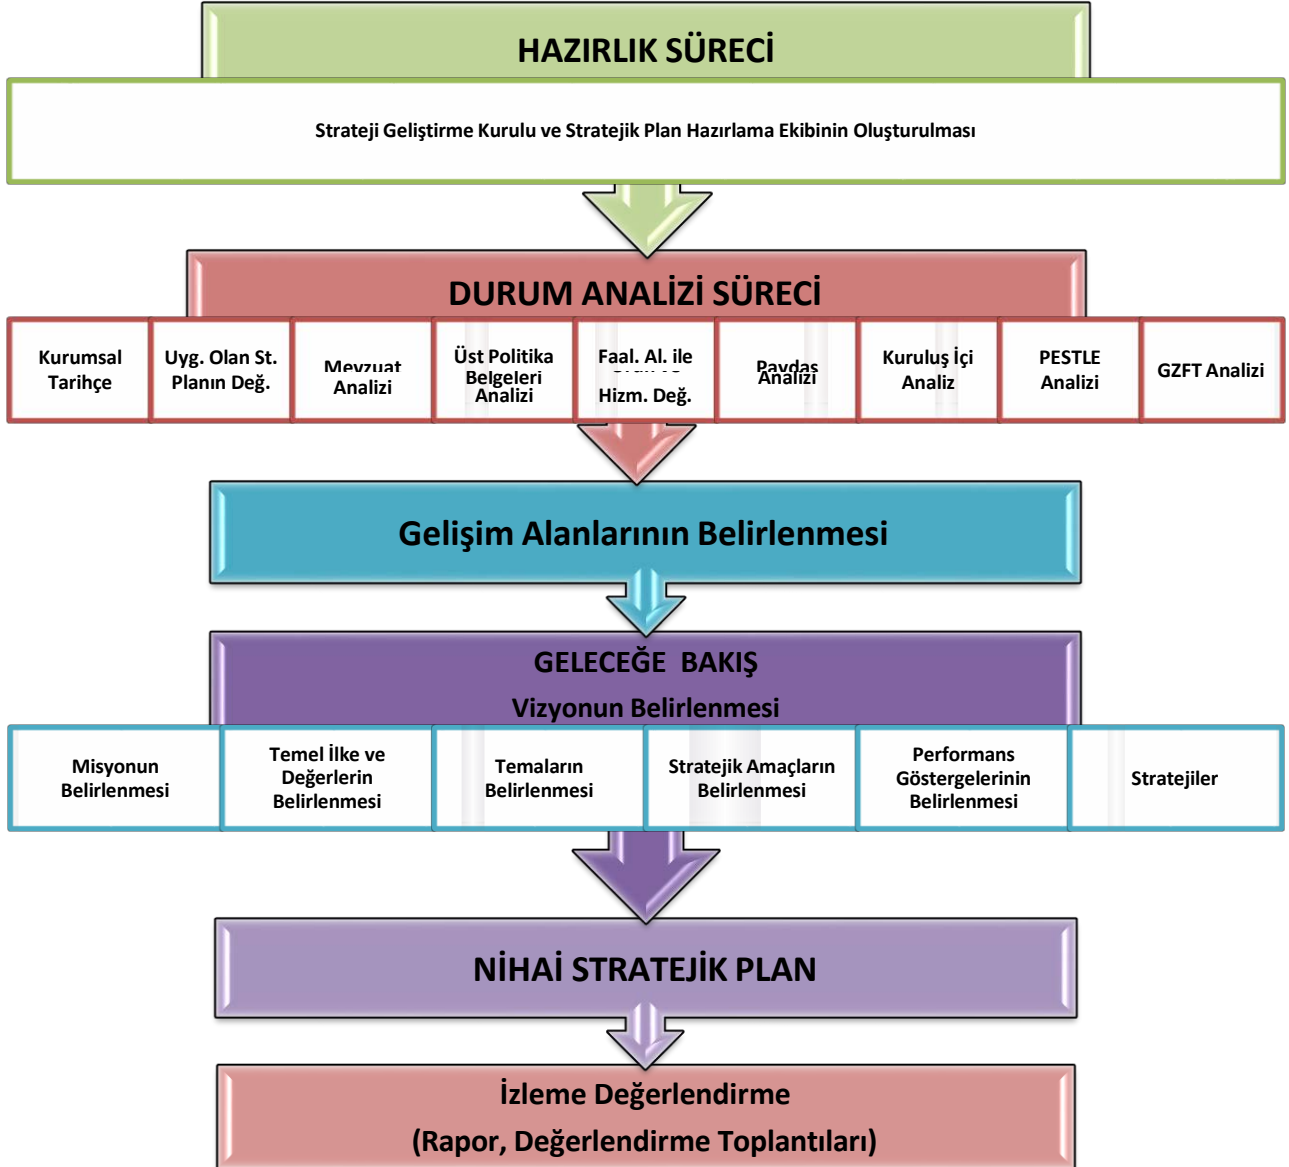 HAZIRLIK SÜRECİ
Strateji Geliştirme Kurulu ve Stratejik Plan Hazırlama Ekibinin Oluşturulması
DURUM ANALİZİ SÜRECİ
Kurumsal
Tarihçe
Uyg. Olan St.
Planın Değ.
Mevzuat
Analizi
Üst Politika
Belgeleri
Analizi
Faal. Al. ile
Hizm. Değ.
Paydaş
Analizi
Kuruluş İçi
Analiz
PESTLE
Analizi
GZFT Analizi
Gelişim Alanlarının Belirlenmesi
GELECEĞE BAKIŞ
Vizyonun Belirlenmesi
Misyonun
Belirlenmesi
Temel İlke ve
Değerlerin
Belirlenmesi
Temaların
Belirlenmesi
Stratejik Amaçların
Belirlenmesi
Performans
Göstergelerinin
Belirlenmesi
Stratejiler
NİHAİ STRATEJİK PLAN
İzleme Değerlendirme
(Rapor, Değerlendirme Toplantıları)